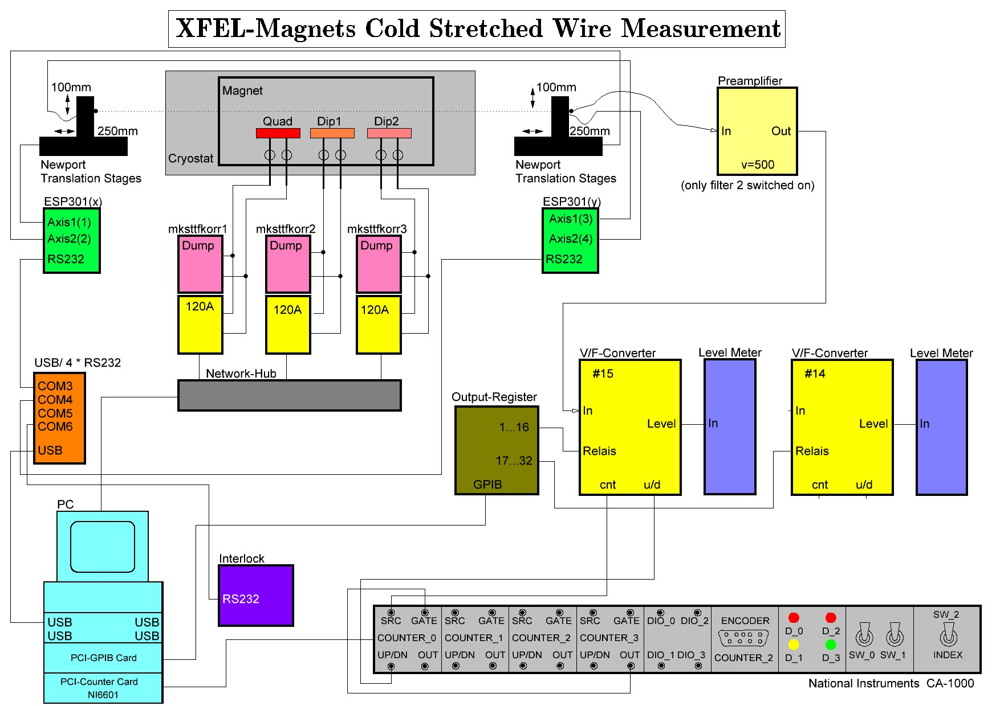 XFEL-Magnets Cold Stretched Wire Measurement
100mm
250mm
Newport
Translation Stages
Magnet
Quad
Dip1
Dip2
Cryostat
100mm
250mm
Newport
Translation Stages
Preamplifier
In
Out
v=500
(only filter 2 switched on)
ESP301(x)
Axis1(1)
Axis2(2)
RS232
mksttfkorr1
Dump
120A
mksttfkorr2
Dump
120A
mksttfkorr3
Dump
120A
ESP301(y)
Axis1(3)
Axis2(4)
RS232
USB/ 4 * RS232
COM3
COM4
COM5
COM6
USB
Network-Hub
Output-Register
1...16
17...32
GPIB
V/F-Converter
#15
In
Level
Relais
cnt
u/d
Level Meter
In
V/F-Converter
#14
In
Level
Relais
cnt
u/d
Level Meter
In
PC
USB
USB
USB
USB
PCI-GPIB Card
PCI-Counter Card
NI6601
Interlock
RS232
SRC GATE
COUNTER_0
UP/DN OUT
SRC GATE
COUNTER_1
UP/DN OUT
SRC GATE
COUNTER_2
UP/DN OUT
SRC GATE
COUNTER_3
UP/DN OUT
DIO_0 DIO_2
DIO_1 DIO_3
ENCODER
COUNTER_2
D_0
D_2
D_1
D_3
SW_0 SW_1
SW_2
INDEX
National Instruments CA-1000